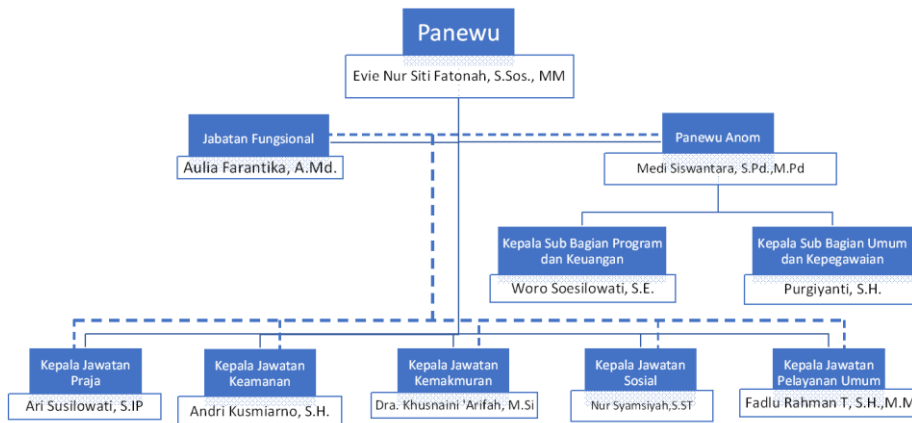 Panewu
Evie Nur Siti Fatonah, S.Sos., MM
Jabatan Fungsional
Aulia Farantika, A.Md.
Panewu Anom
Medi Siswantara, S.Pd.,M.Pd
Kepala Sub Bagian Program
dan Keuangan
Woro Soesilowati, S.E.
Kepala Sub Bagian Umum
dan Kepegawaian
Purgiyanti, S.H.
Kepala Jawatan
Praja
Ari Susilowati, S.IP
Kepala Jawatan
Keamanan
Andri Kusmiarno, S.H.
Kepala Jawatan
Kemakmuran
Dra. Khusnaini 'Arifah, M.Si
Kepala Jawatan
Sosial
Nur Syamsiyah,S.ST
Kepala Jawatan
Pelayanan Umum
Fadlu Rahman T, S.H.,M.M